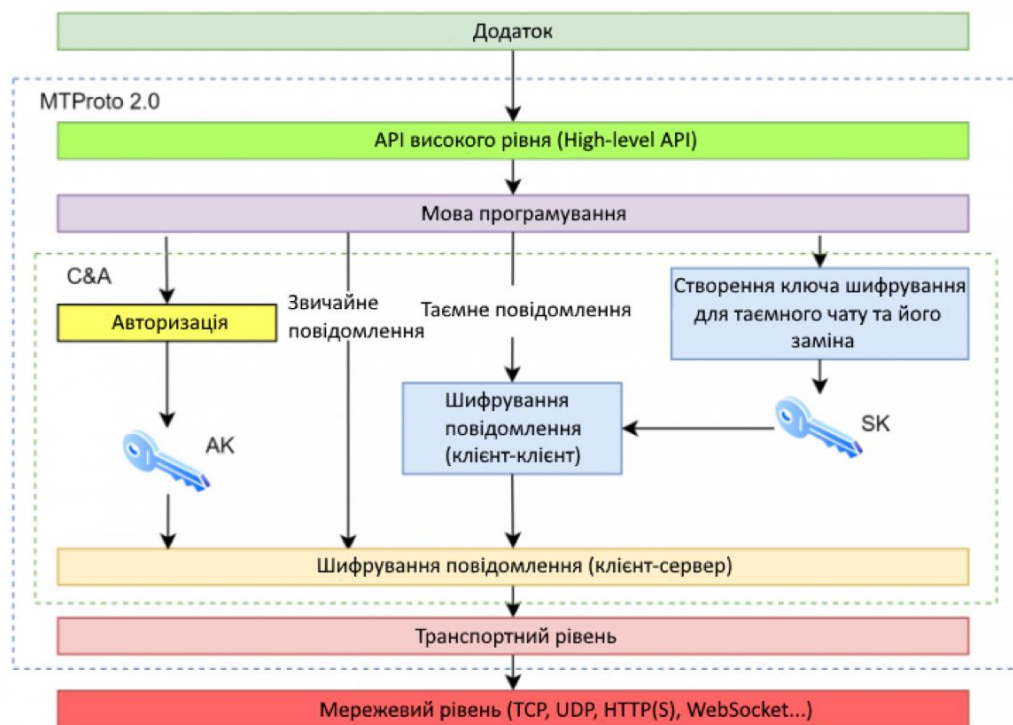 Додаток
MTProto 2.0
API високого рівня (High-level API)
Мова програмування
C&A
Авторизація
Звичайне
повідомлення
Таємне повідомлення
Створення ключа шифрування
для таємного чату та його
заміна
Шифрування
повідомлення
(клієнт-клієнт)
AK
SK
Шифрування повідомлення (клієнт-сервер)
Транспортний рівень
Мережевий рівень (TCP, UDP, HTTP(S), WebSocket...)